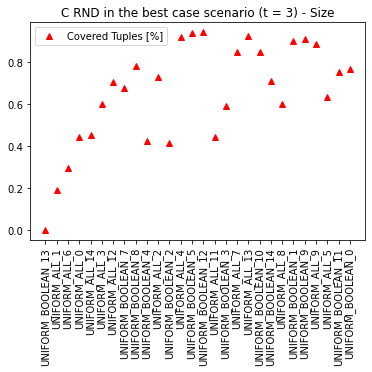 C RND in the best case scenario (t = 3) - Size
Covered Tuples [%]
0.8
0.6
0.4
0.2
0.0
UNIFORM_BOOLEAN_13
UNIFORM_ALL_1
UNIFORM_ALL_6
UNIFORM_ALL_0
UNIFORM_ALL_14
UNIFORM_ALL_3
UNIFORM_ALL_12
UNIFORM_BOOLEAN_7
UNIFORM_BOOLEAN_8
UNIFORM_BOOLEAN_4
UNIFORM_ALL_2
UNIFORM_BOOLEAN_2
UNIFORM_ALL_4
UNIFORM_BOOLEAN_5
UNIFORM_BOOLEAN_12
UNIFORM_ALL_11
UNIFORM_BOOLEAN_3
UNIFORM_ALL_7
UNIFORM_ALL_13
UNIFORM_BOOLEAN_10
UNIFORM_BOOLEAN_14
UNIFORM_ALL_8
UNIFORM_BOOLEAN_1
UNIFORM_BOOLEAN_9
UNIFORM_ALL_9
UNIFORM_ALL_5
UNIFORM_BOOLEAN_11
UNIFORM_BOOLEAN_0